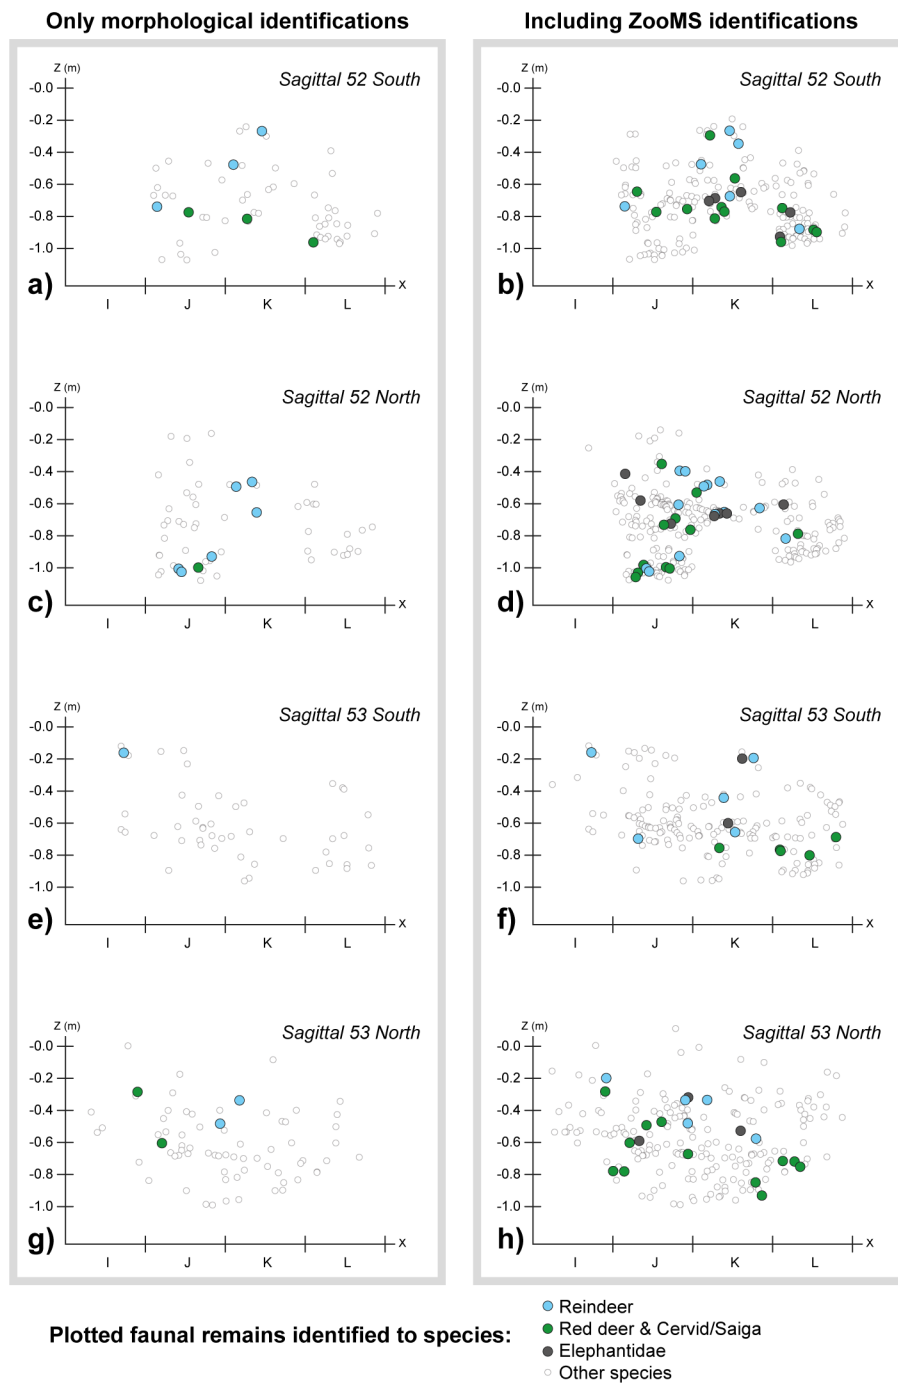 Only morphological identifications
Including ZooMS identifications
Z (m)
Sagittal 52 South
-0.0
-0.2
-0.4
-0.6
-0.8
-1.0
a)
I
J
K
L
X
Z (m)
Sagittal 52 South
-0.0
-0.2
-0.4
-0.6
-0.8
-1.0
b)
I
J
K
L
X
Z (m)
Sagittal 52 North
-0.0
-0.2
-0.4
-0.6
-0.8
-1.0
c)
I
J
K
L
X
Z (m)
Sagittal 52 North
-0.0
-0.2
-0.4
-0.6
-0.8
-1.0
d)
I
J
K
L
X
Z (m)
Sagittal 53 South
-0.0
-0.2
-0.4
-0.6
-0.8
-1.0
e)
I
J
K
L
X
Z (m)
Sagittal 53 South
-0.0
-0.2
-0.4
-0.6
-0.8
-1.0
f)
I
J
K
L
X
Z (m)
Sagittal 53 North
-0.0
-0.2
-0.4
-0.6
-0.8
-1.0
g)
I
J
K
L
X
Z (m)
Sagittal 53 North
-0.0
-0.2
-0.4
-0.6
-0.8
-1.0
h)
I
J
K
L
X
Plotted faunal remains identified to species:
Reindeer
Red deer & Cervid/Saiga
Elephantidae
Other species